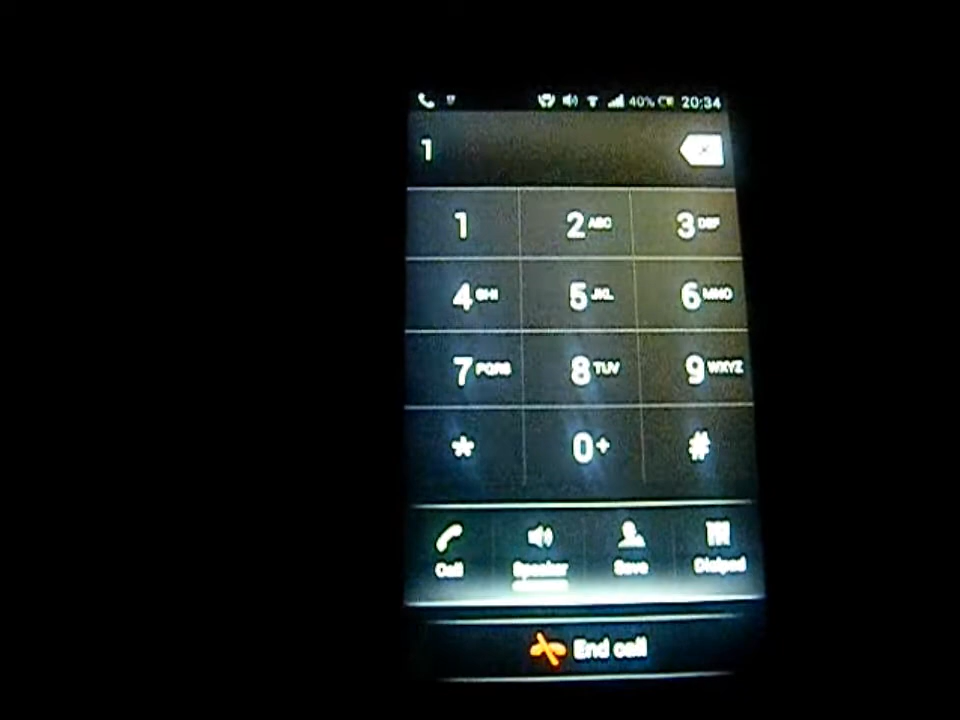 40% 20:34
1
1 2 ABC 3 DEF
4 GHI 5 JKL 6 MNO
7 PQRS 8 TUV 9 WXYZ
* 0+ #
Call Speaker Save Dialpad
End call